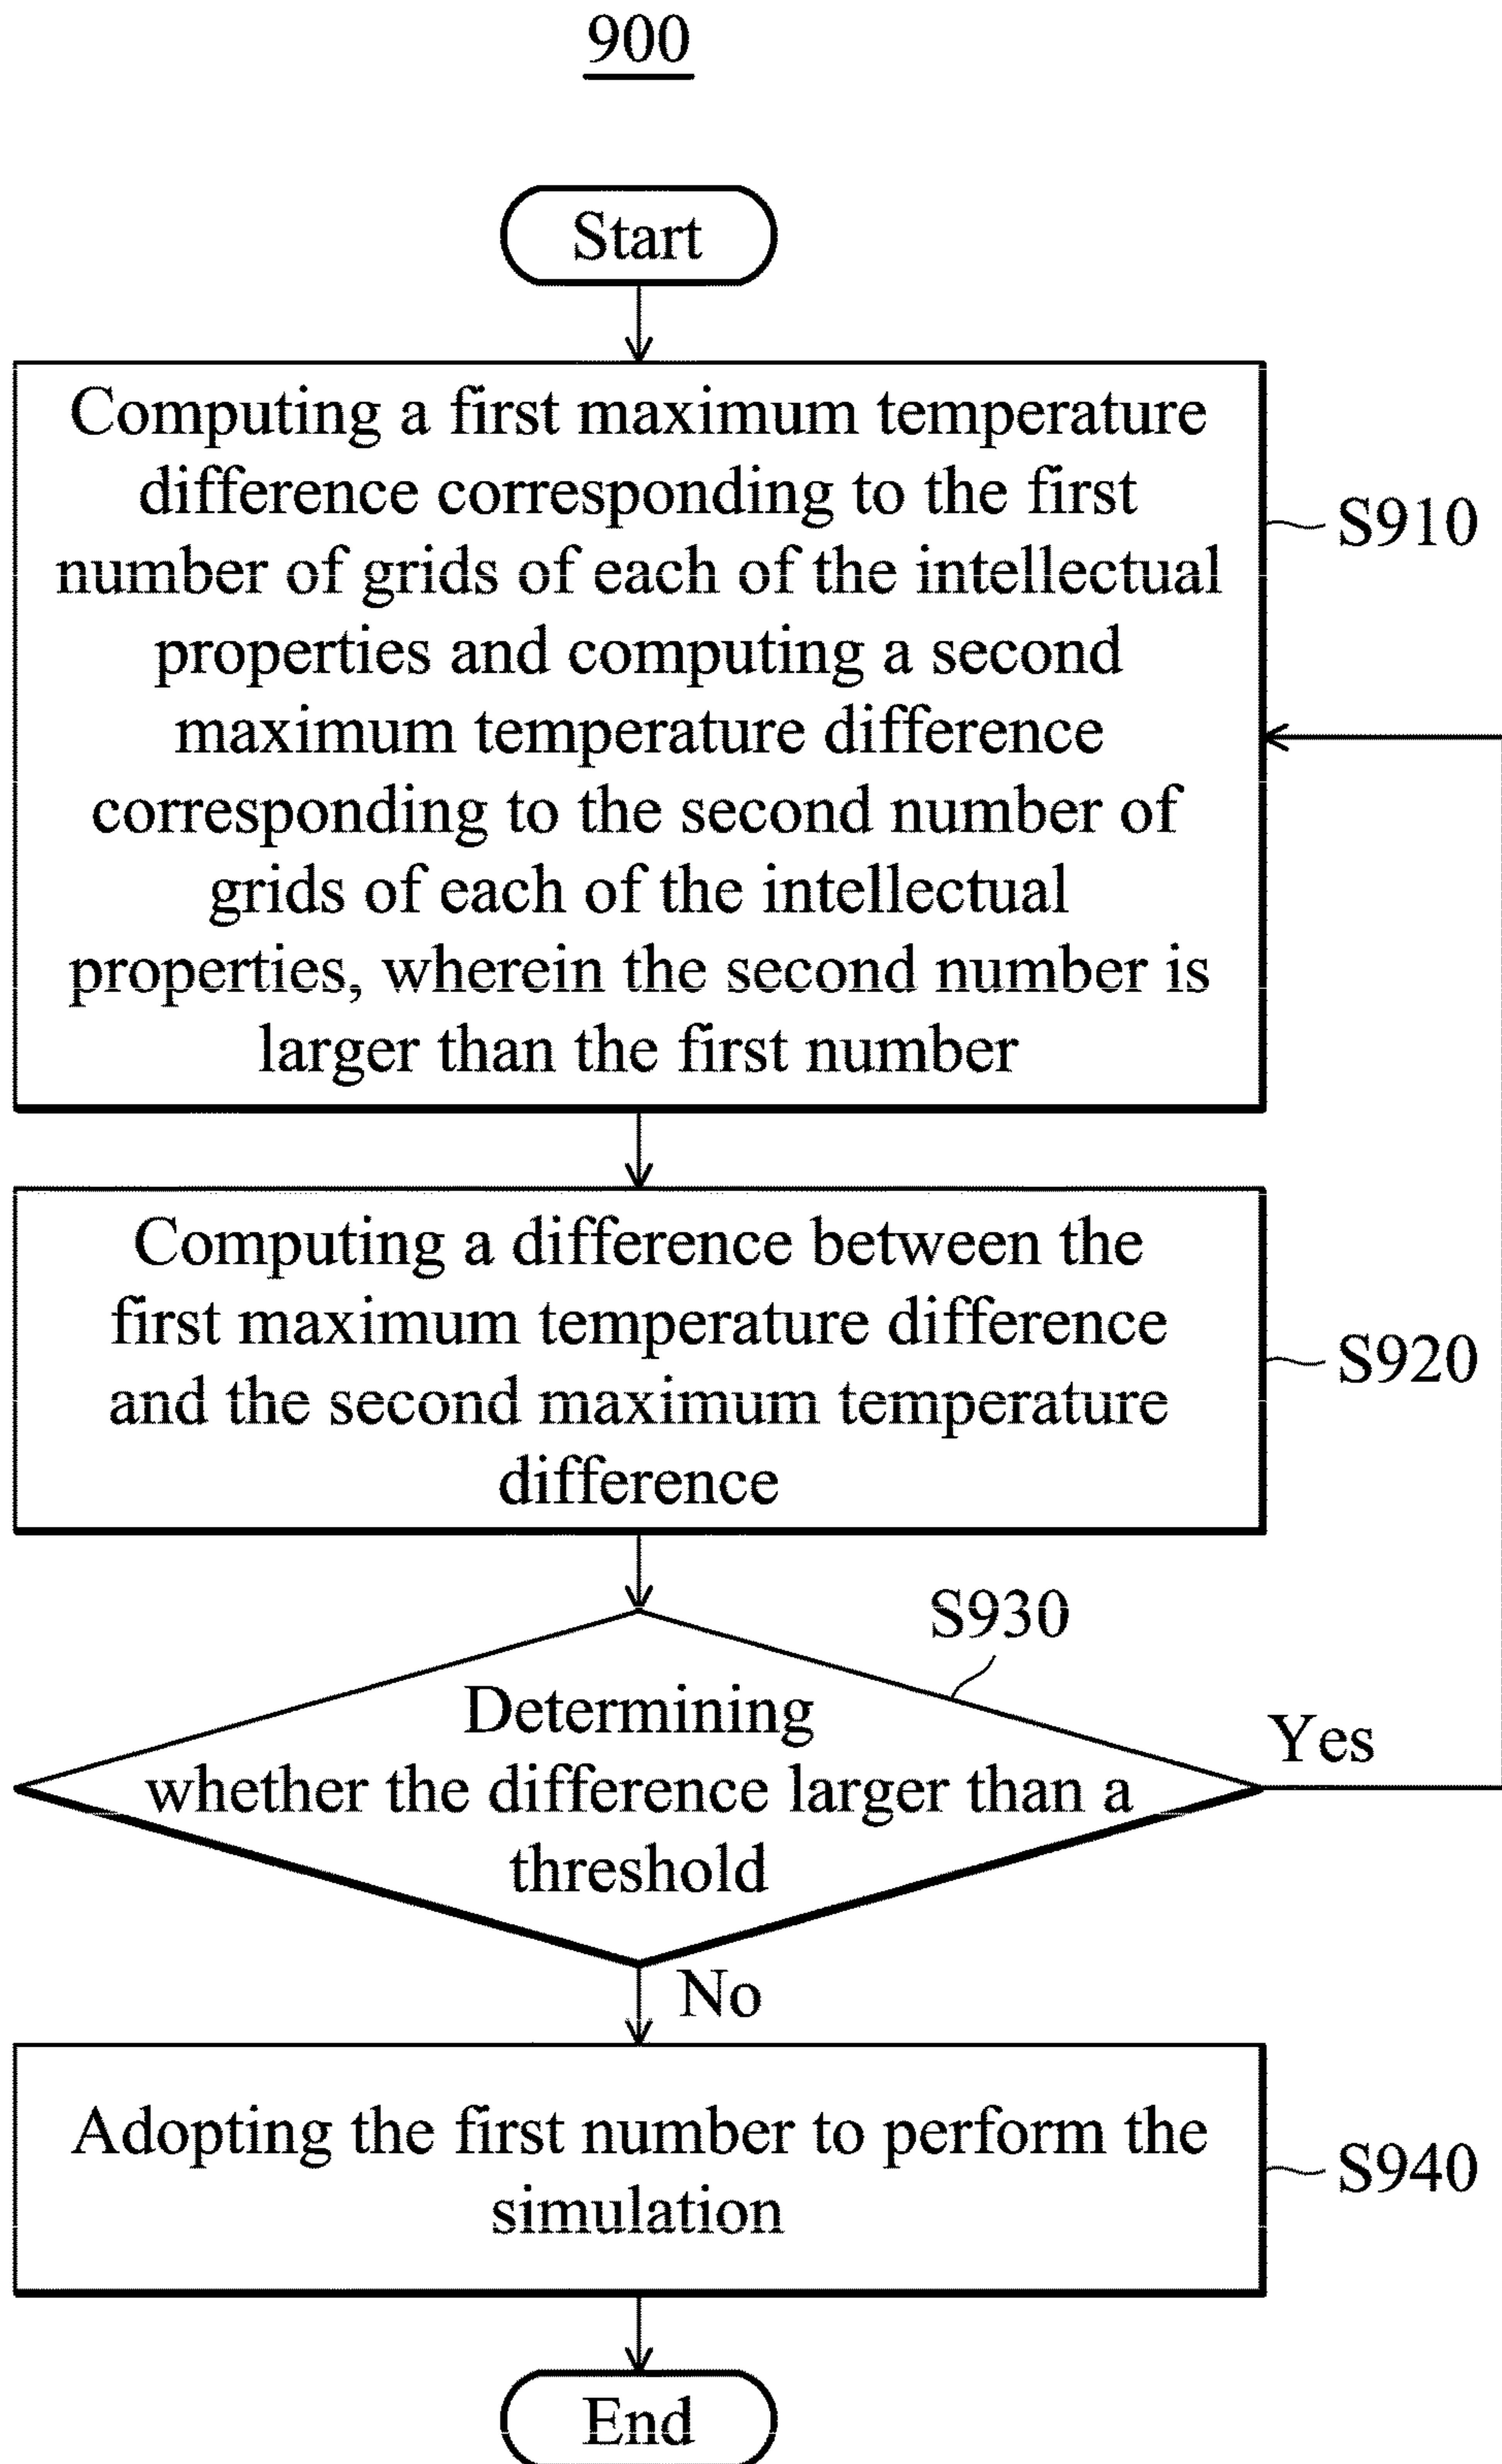 900
Start
Computing a first maximum temperature
difference corresponding to the first
number of grids of each of the intellectual
properties and computing a second
maximum temperature difference
corresponding to the second number of
grids of each of the intellectual
properties, wherein the second number is
larger than the first number
S910
Computing a difference between the
first maximum temperature difference
and the second maximum temperature
difference
S920
S930
Determining
whether the difference larger than a
threshold
Yes
No
Adopting the first number to perform the
simulation
S940
End